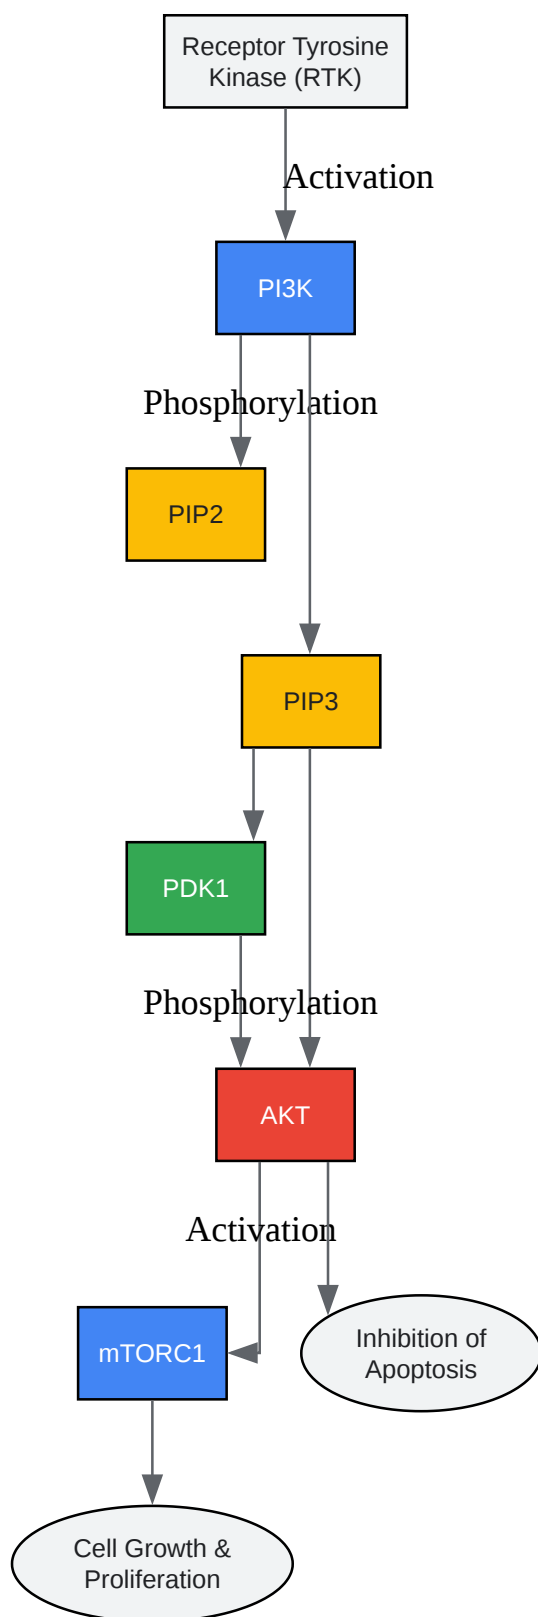 Receptor Tyrosine
Kinase (RTK)
Activation
PI3K
Phosphorylation
PIP2
PIP3
PDK1
Phosphorylation
AKT
Activation
Inhibition of
Apoptosis
mTORC1
Cell Growth &
Proliferation